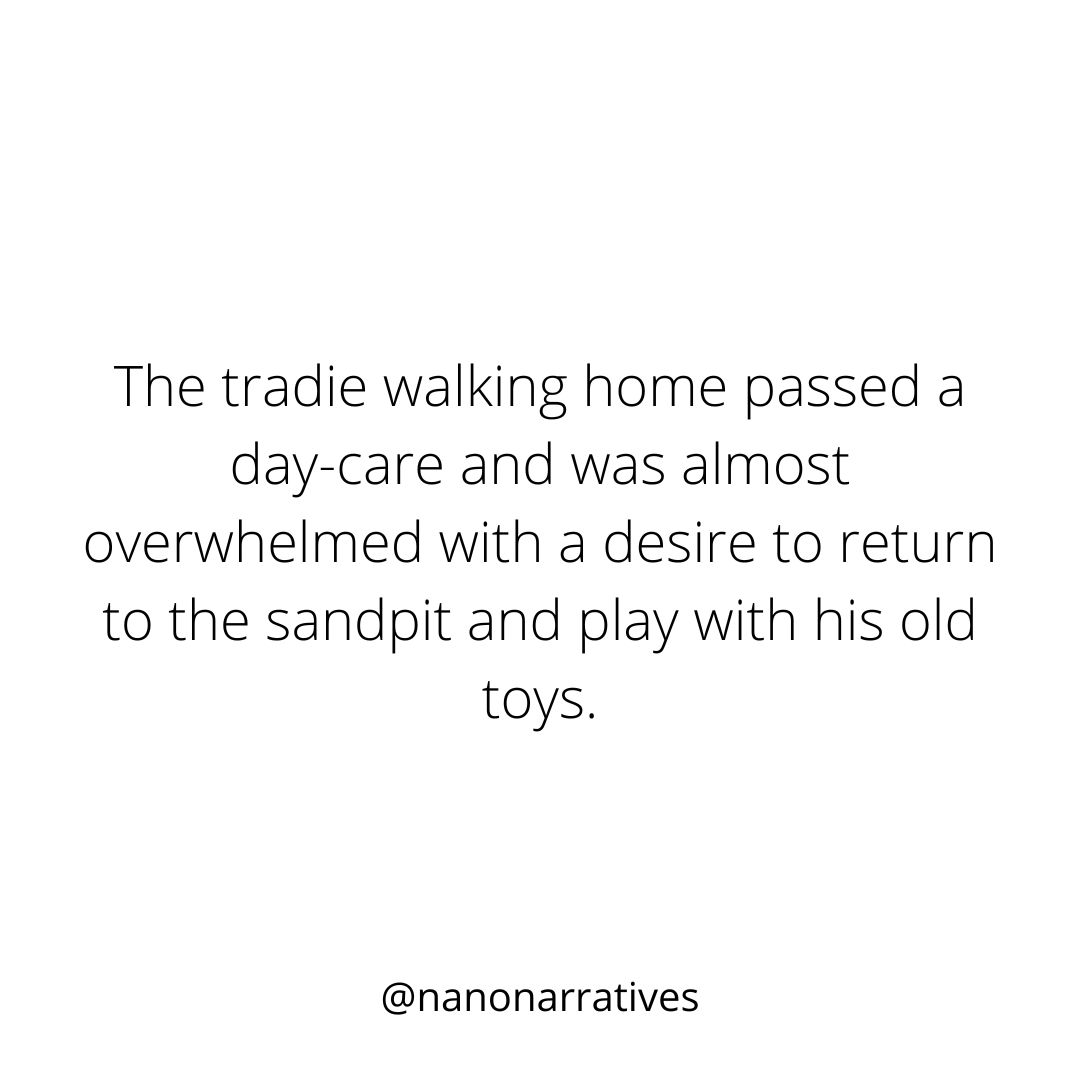 The tradie walking home passed a
day-care and was almost
overwhelmed with a desire to return
to the sandpit and play with his old
toys.
@nanonarratives